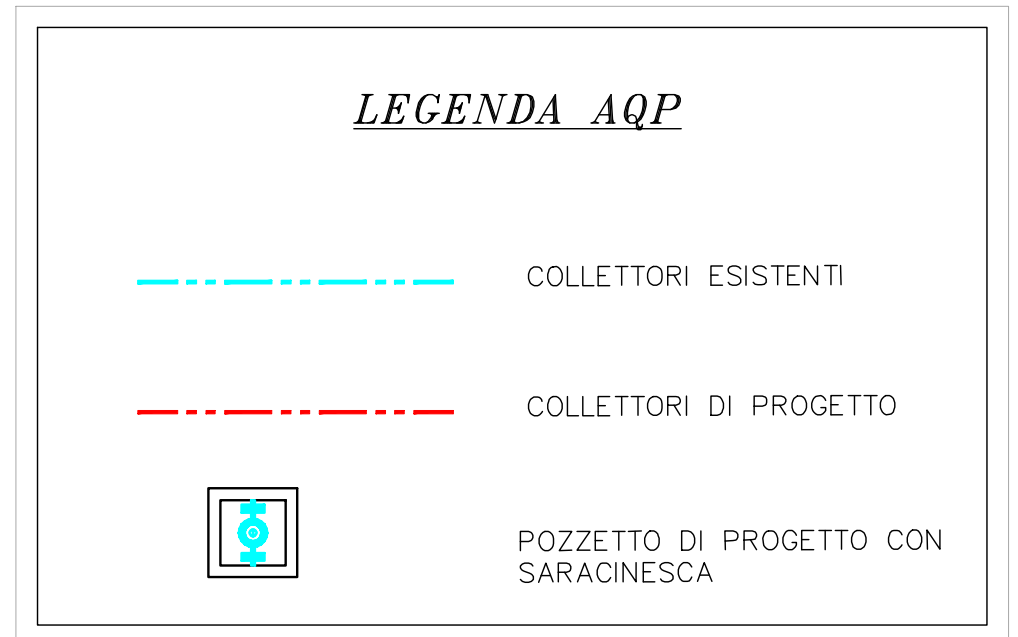 LEGENDA AQP
COLLETTORI ESISTENTI
COLLETTORI DI PROGETTO
POZZETTO DI PROGETTO CON
SARACINESCA